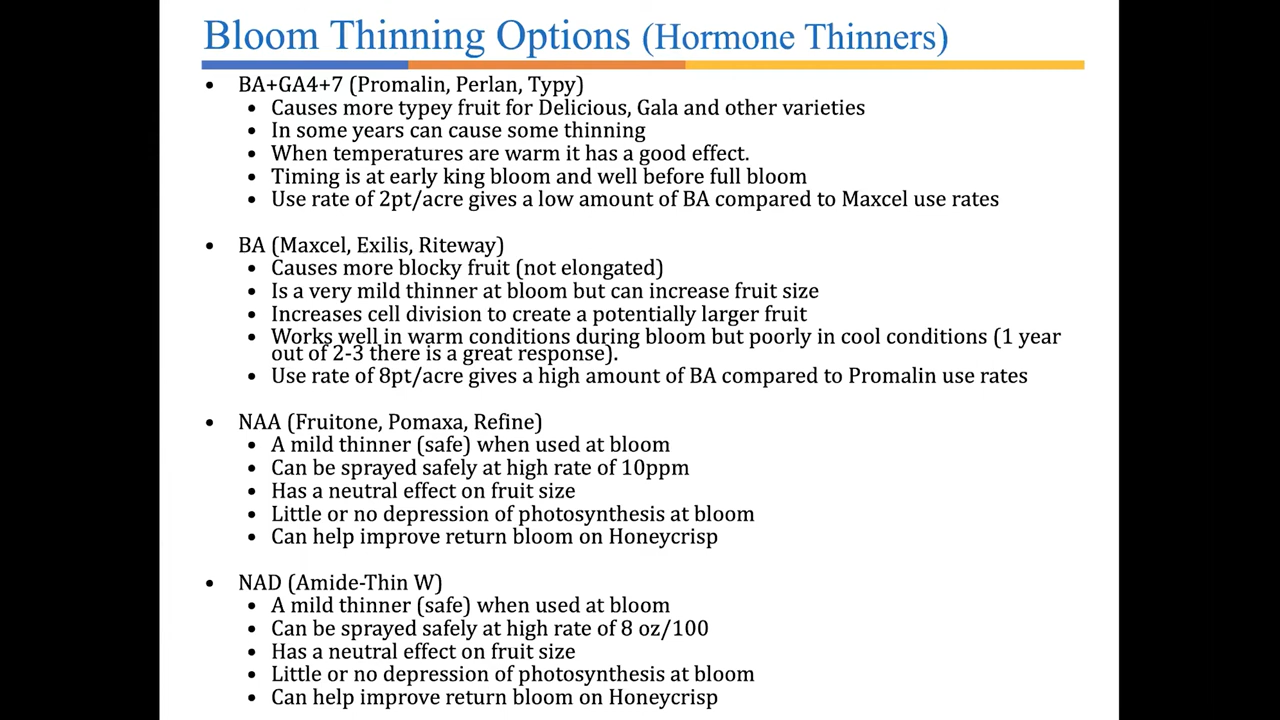 Bloom Thinning Options (Hormone Thinners)
• BA+GA4+7 (Promalin, Perlan, Typy)
• Causes more typey fruit for Delicious, Gala and other varieties
• In some years can cause some thinning
• When temperatures are warm it has a good effect.
• Timing is at early king bloom and well before full bloom
• Use rate of 2pt/acre gives a low amount of BA compared to Maxcel use rates
• BA (Maxcel, Exilis, Riteway)
• Causes more blocky fruit (not elongated)
• Is a very mild thinner at bloom but can increase fruit size
• Increases cell division to create a potentially larger fruit
• Works well in warm conditions during bloom but poorly in cool conditions (1 year
out of 2-3 there is a great response).
• Use rate of 8pt/acre gives a high amount of BA compared to Promalin use rates
• NAA (Fruitone, Pomaxa, Refine)
• A mild thinner (safe) when used at bloom
• Can be sprayed safely at high rate of 10ppm
• Has a neutral effect on fruit size
• Little or no depression of photosynthesis at bloom
• Can help improve return bloom on Honeycrisp
• NAD (Amide-Thin W)
• A mild thinner (safe) when used at bloom
• Can be sprayed safely at high rate of 8 oz/100
• Has a neutral effect on fruit size
• Little or no depression of photosynthesis at bloom
• Can help improve return bloom on Honeycrisp